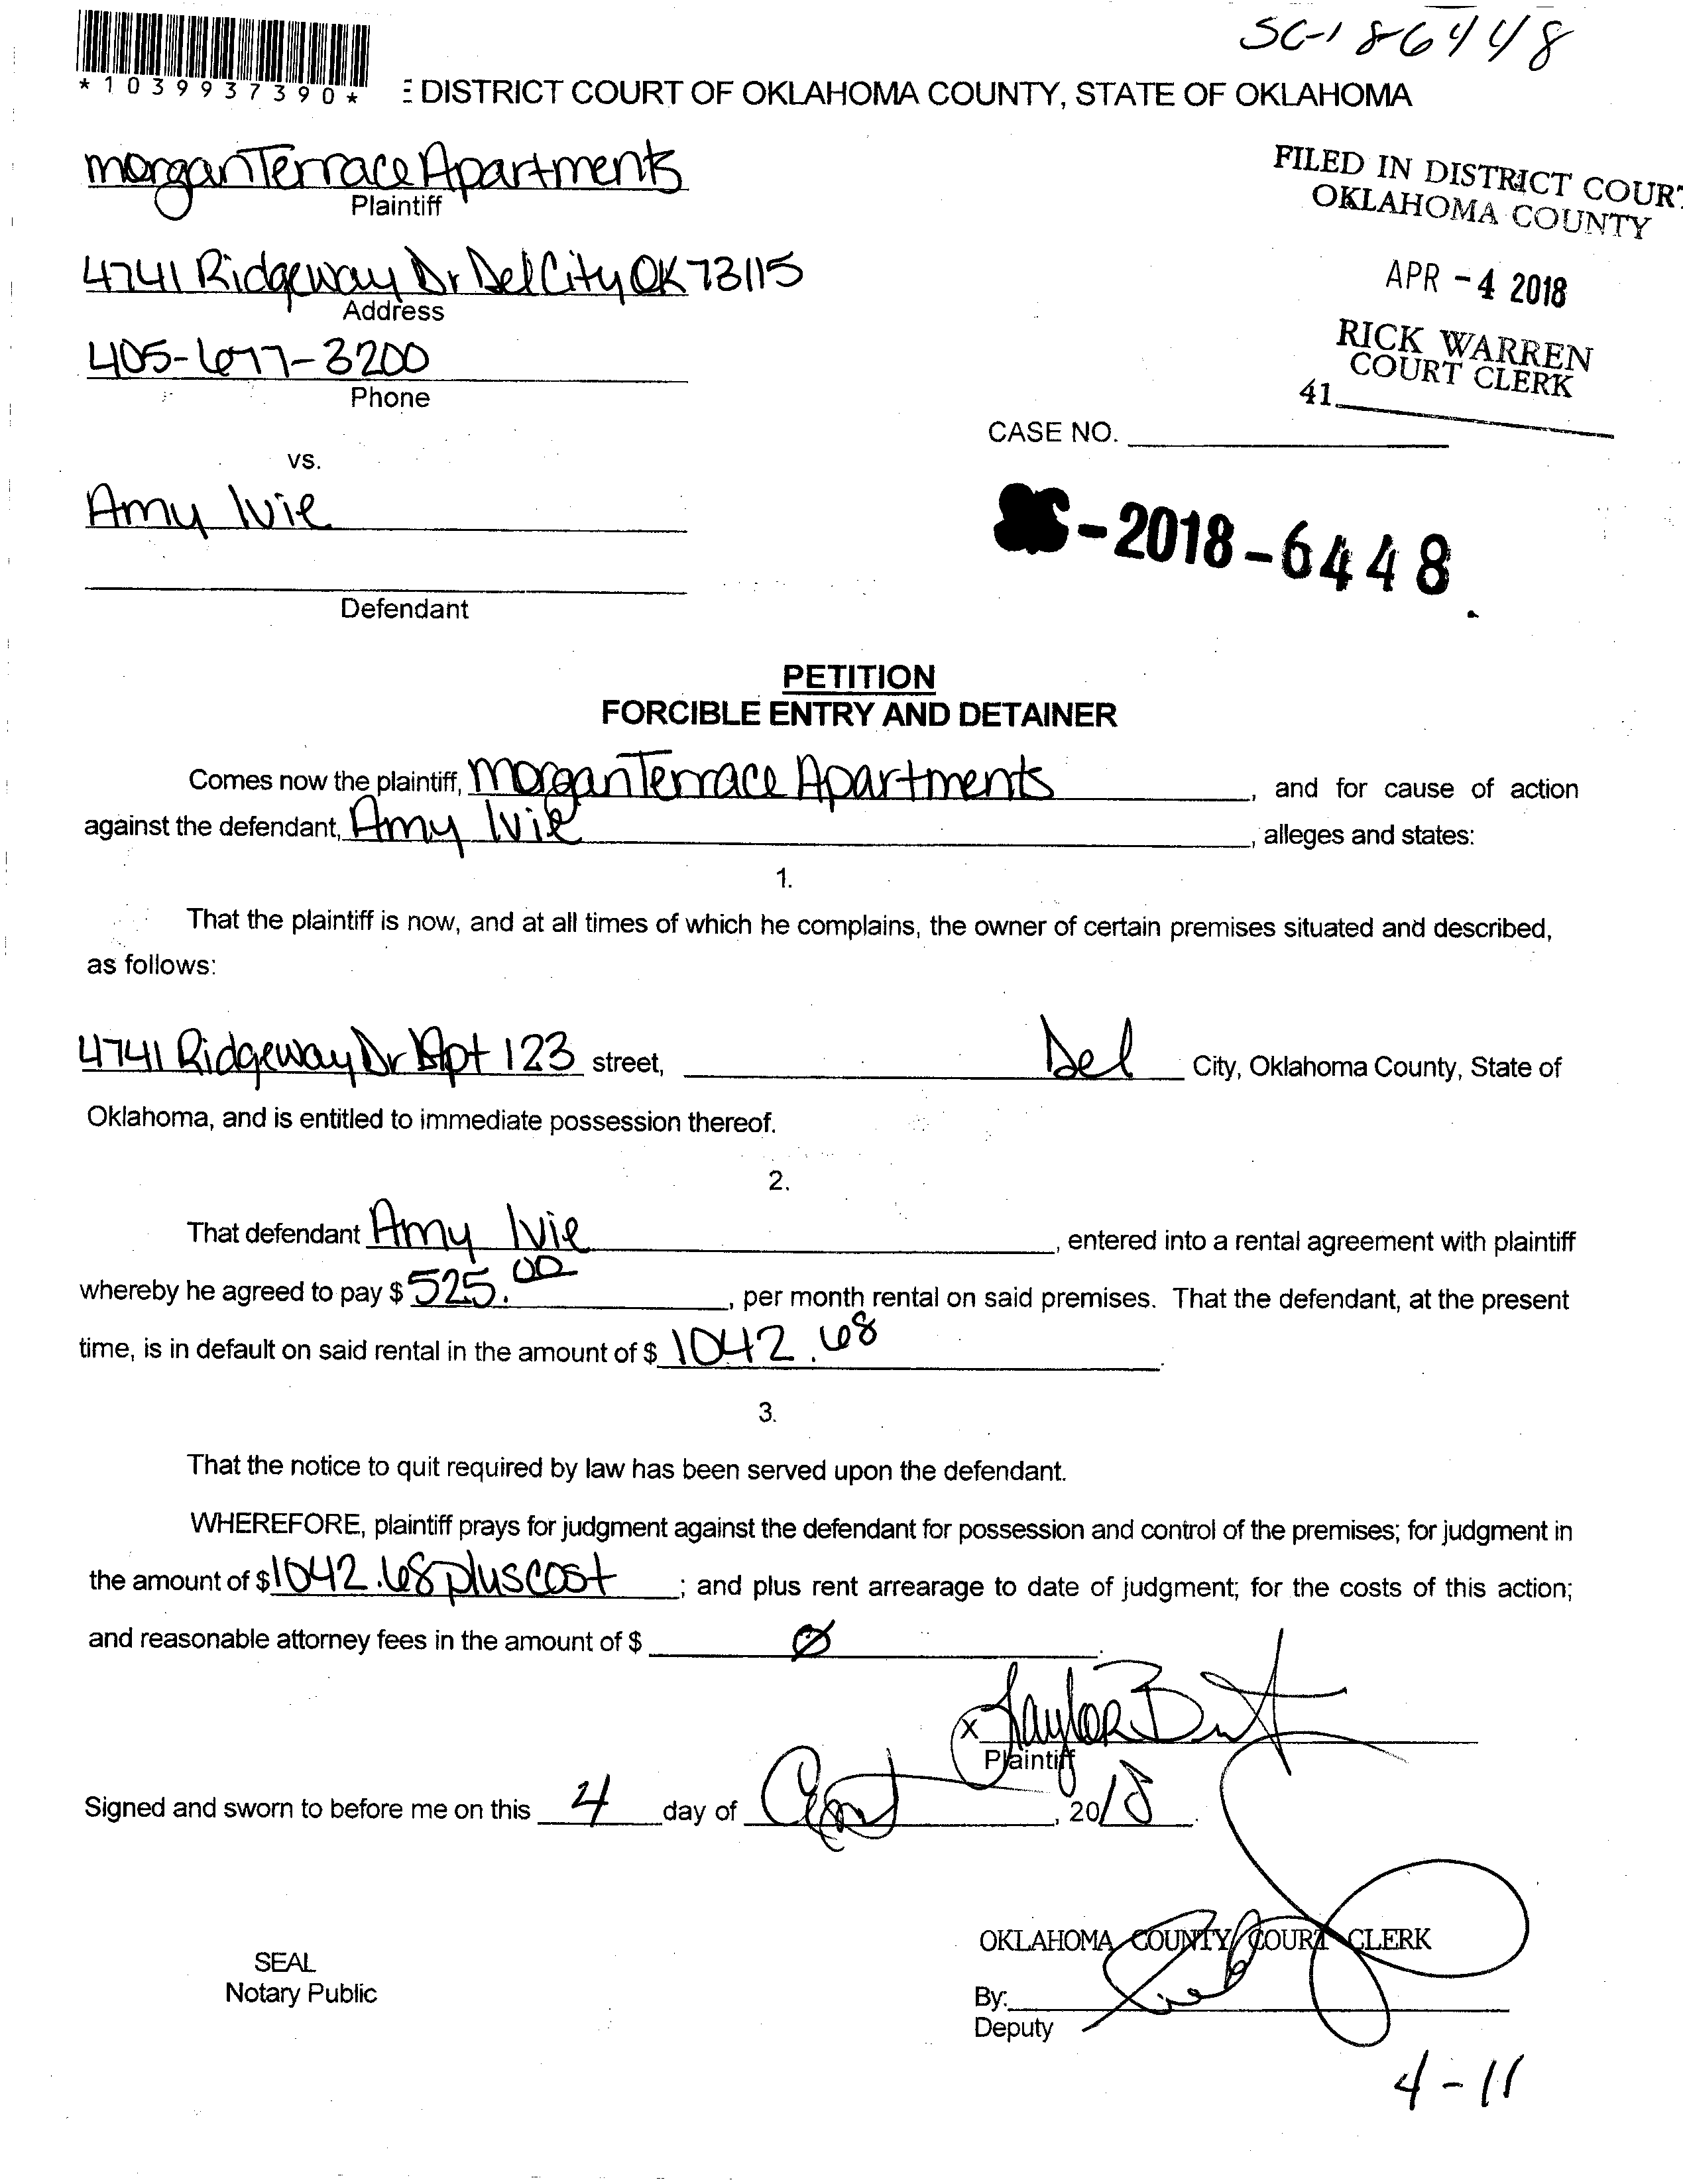 SC-18-6448
*1039937390*
DISTRICT COURT OF OKLAHOMA COUNTY, STATE OF OKLAHOMA
Morgan Terrace Apartments
Plaintiff
FILED IN DISTRICT COURT
OKLAHOMA COUNTY
4741 Ridgeway Dr Del City OK 73115
Address
APR -4 2018
405-677-3200
Phone
RICK WARREN
COURT CLERK
41
CASE NO.
vs.
Amy Ivie
-2018-6448
Defendant
PETITION
FORCIBLE ENTRY AND DETAINER
Comes now the plaintiff, Morgan Terrace Apartments, and for cause of action
against the defendant, Amy Ivie, alleges and states:
1.
That the plaintiff is now, and at all times of which he complains, the owner of certain premises situated and described,
as follows:
4741 Ridgeway Dr Apt 123 street, Del City, Oklahoma County, State of
Oklahoma, and is entitled to immediate possession thereof.
2.
That defendant Amy Ivie, entered into a rental agreement with plaintiff
whereby he agreed to pay $ 525.00, per month rental on said premises. That the defendant, at the present
time, is in default on said rental in the amount of $ 1042.68.
3.
That the notice to quit required by law has been served upon the defendant.
WHEREFORE, plaintiff prays for judgment against the defendant for possession and control of the premises; for judgment in
the amount of $ 1042.68 plus cost; and plus rent arrearage to date of judgment; for the costs of this action;
and reasonable attorney fees in the amount of $ Ø.
X Taylor
Plaintiff
Signed and sworn to before me on this 4 day of April, 2018.
OKLAHOMA COUNTY COURT CLERK
SEAL
Notary Public
By:
Deputy
4-11